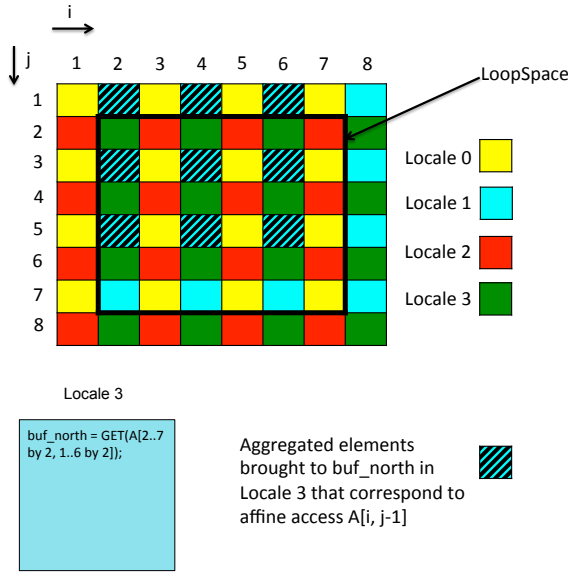 i
j
1 2 3 4 5 6 7 8
LoopSpace
1
2
3
4
5
6
7
8
Locale 0
Locale 1
Locale 2
Locale 3
Locale 3
buf_north = GET(A[2..7
by 2, 1..6 by 2]);
Aggregated elements
brought to buf_north in
Locale 3 that correspond to
affine access A[i, j-1]